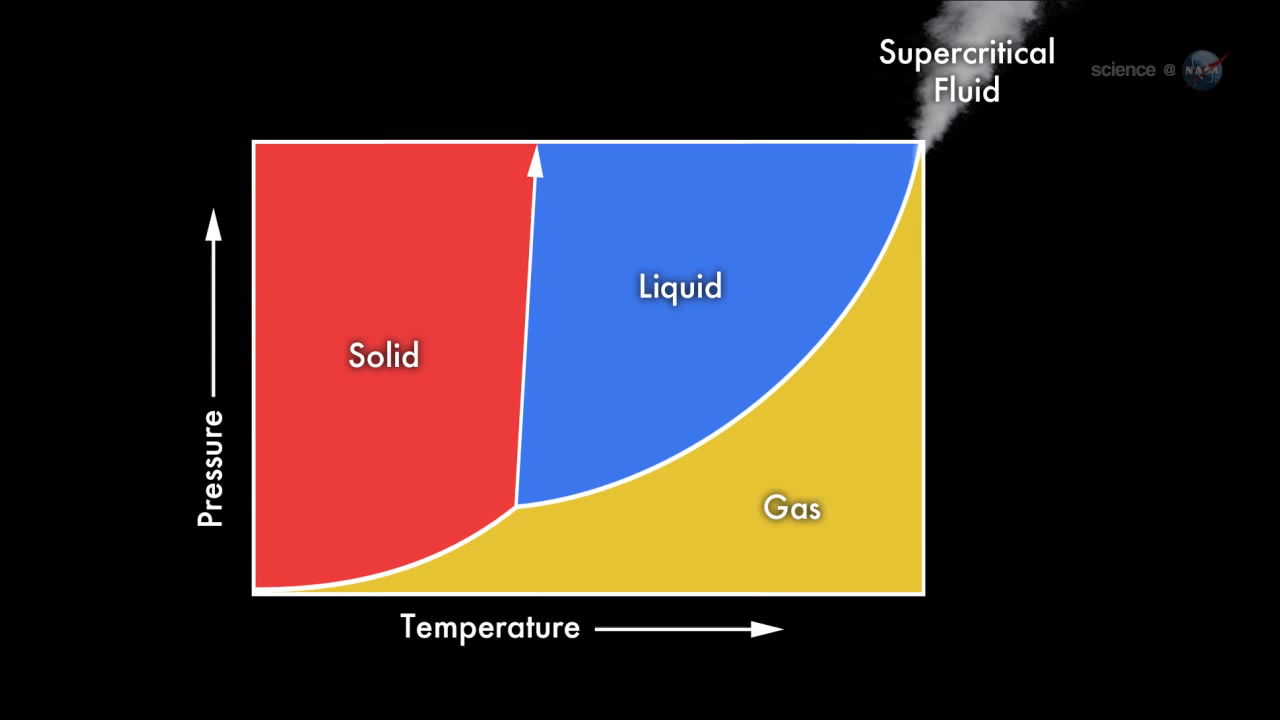 Supercritical
Fluid
science @ NASA
Liquid
Solid
Pressure
Gas
Temperature